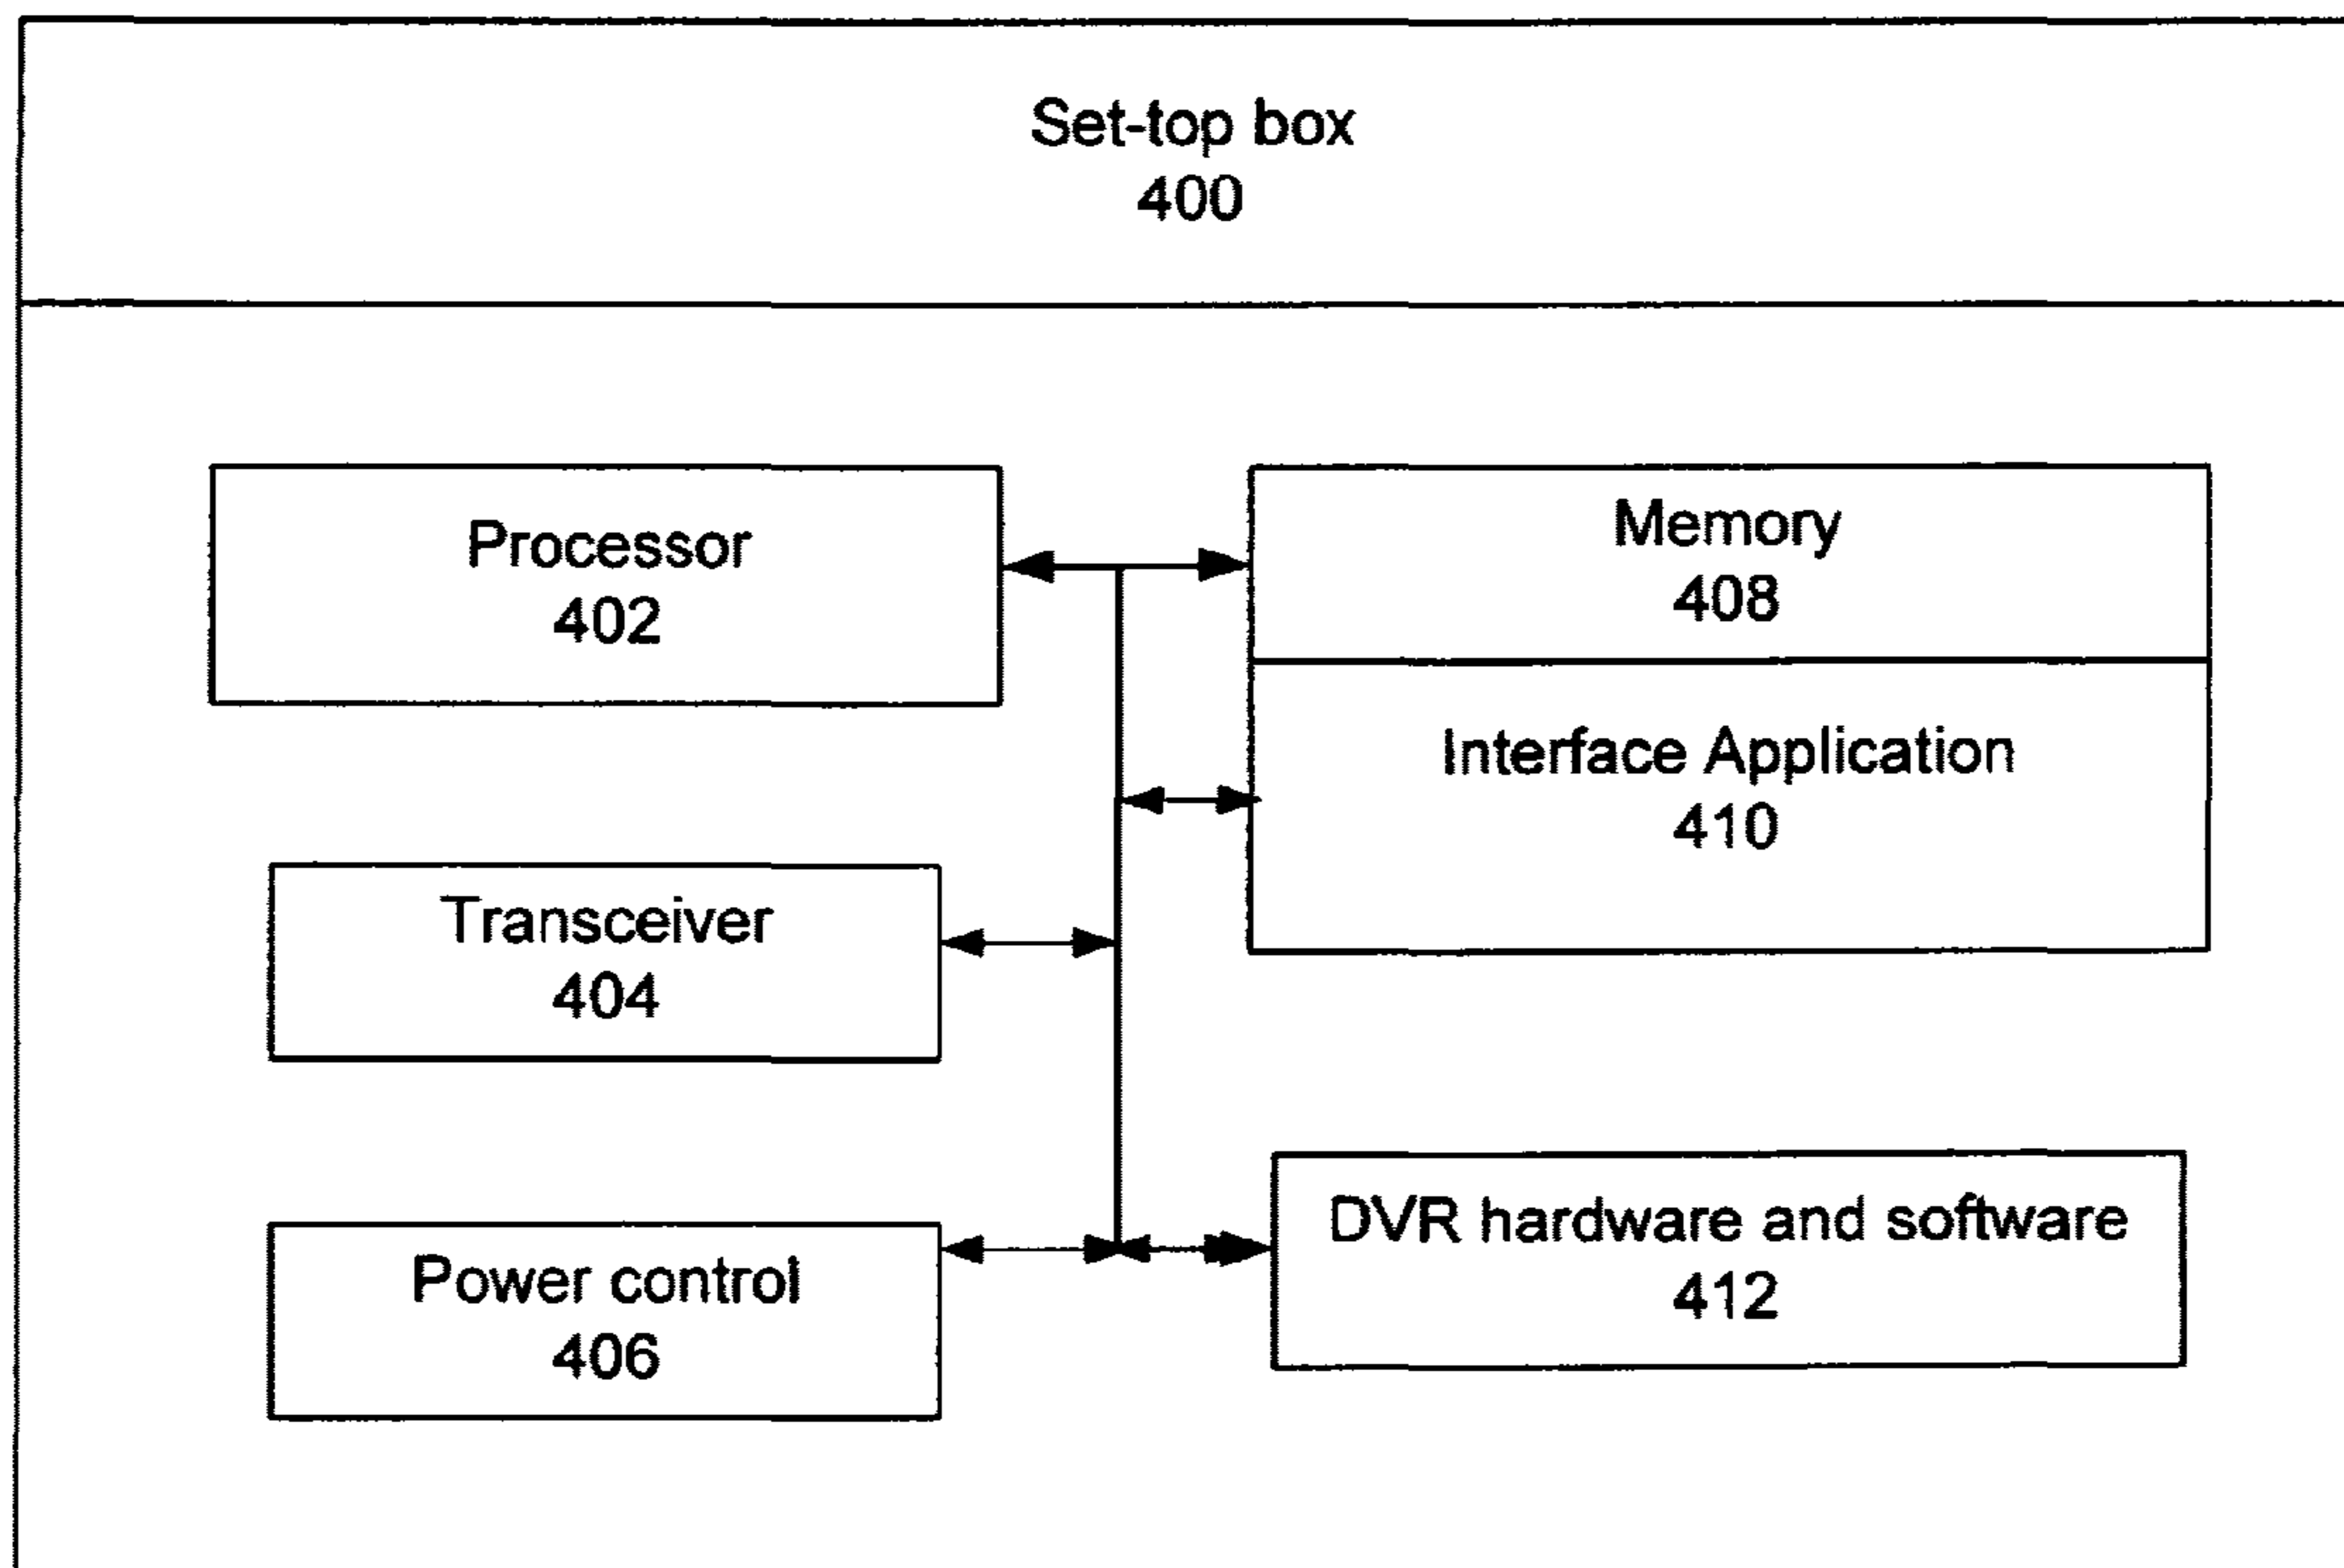 Set-top box
400
Processor
402
Memory
408
Interface Application
410
Transceiver
404
Power control
406
DVR hardware and software
412